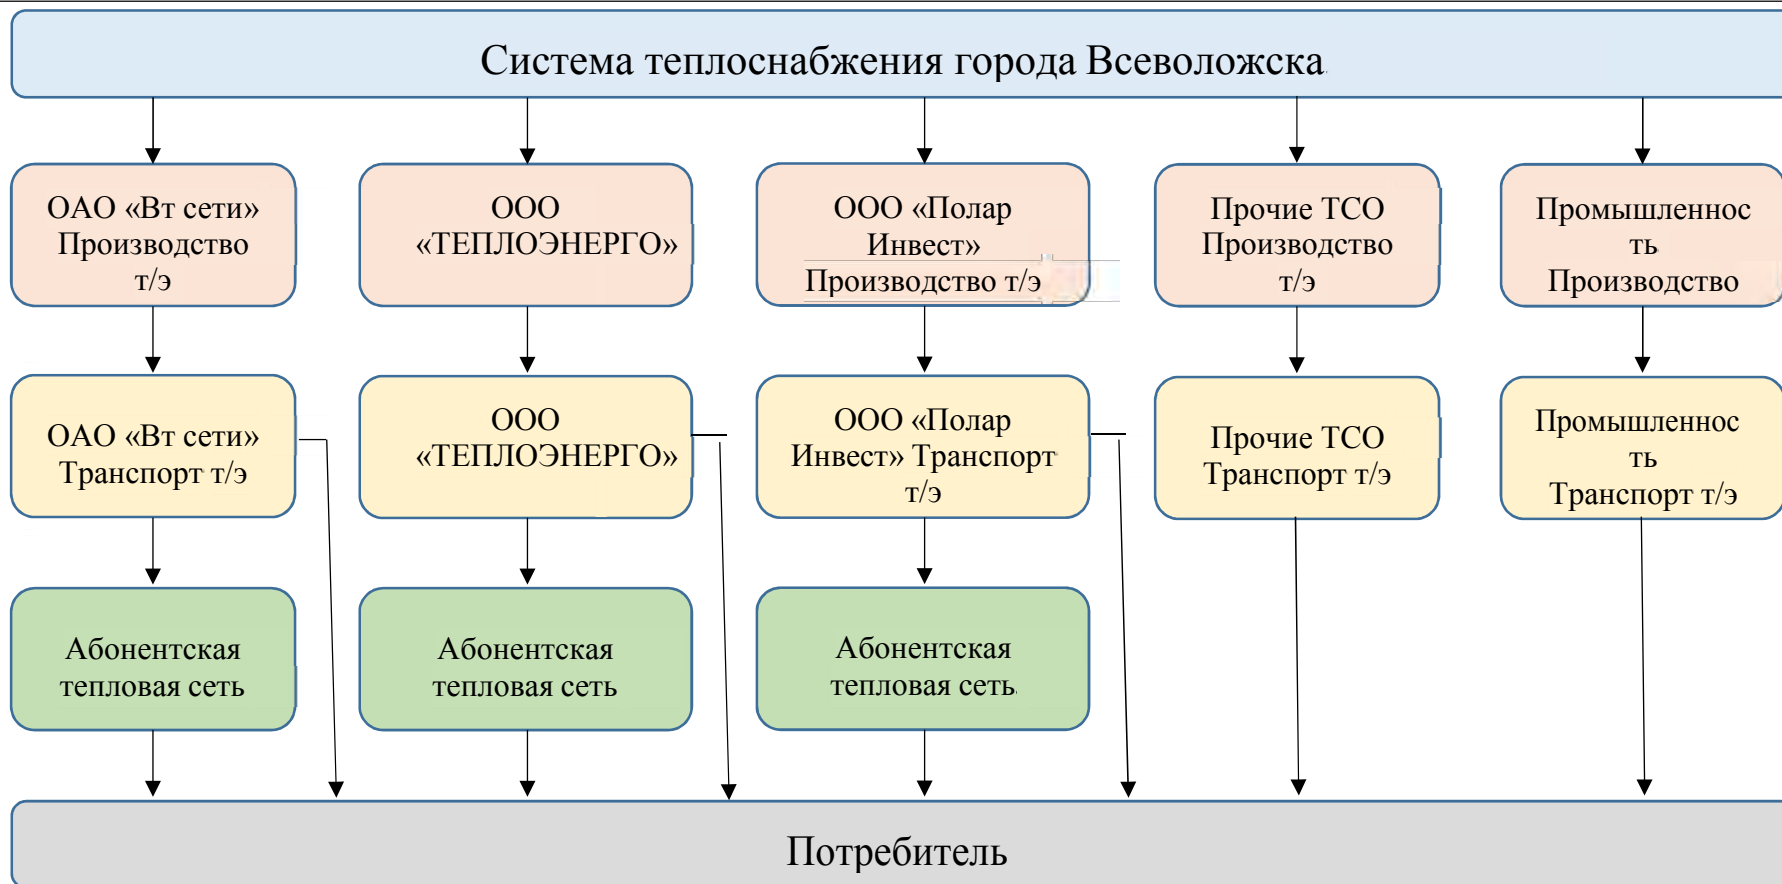 Система теплоснабжения города Всеволожска
ОАО «Вт сети»
Производство
т/э
ООО
«ТЕПЛОЭНЕРГО»
ООО «Полар
Инвест»
Производство т/э
Прочие ТСО
Производство
т/э
Промышленнос
ть
Производство
ОАО «Вт сети»
Транспорт т/э
ООО
«ТЕПЛОЭНЕРГО»
ООО «Полар
Инвест» Транспорт
т/э
Прочие ТСО
Транспорт т/э
Промышленнос
ть
Транспорт т/э
Абонентская
тепловая сеть
Абонентская
тепловая сеть
Абонентская
тепловая сеть
Потребитель